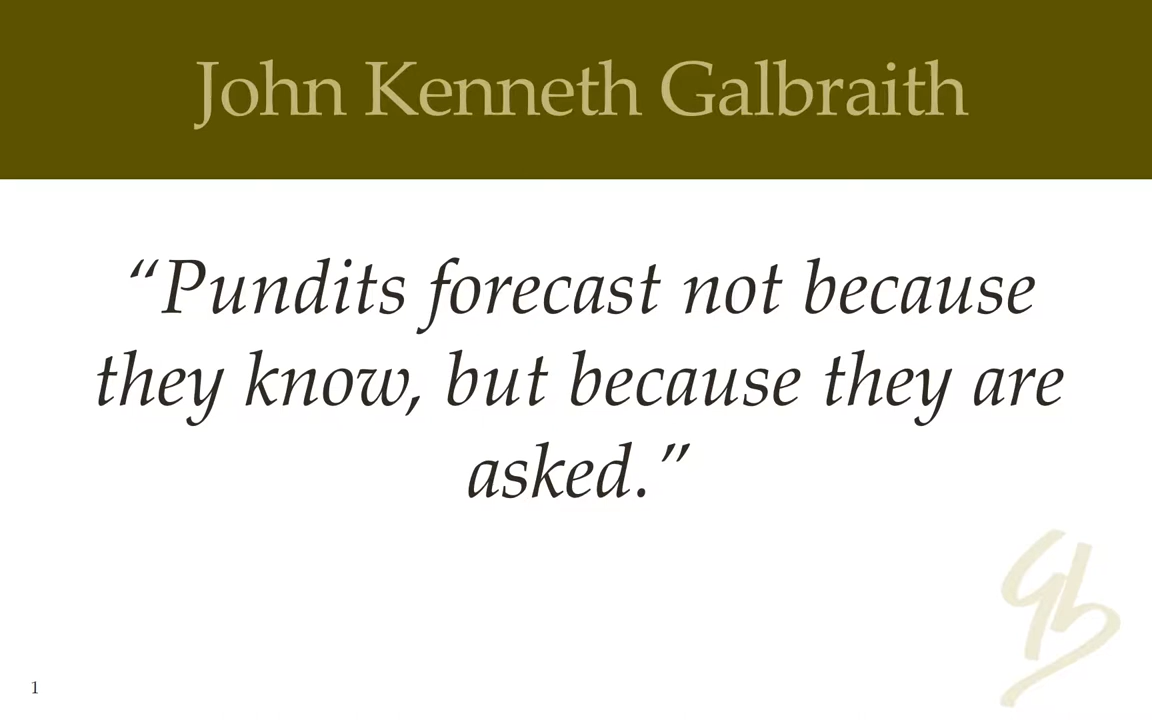 John Kenneth Galbraith
“Pundits forecast not because
they know, but because they are
asked.”
1